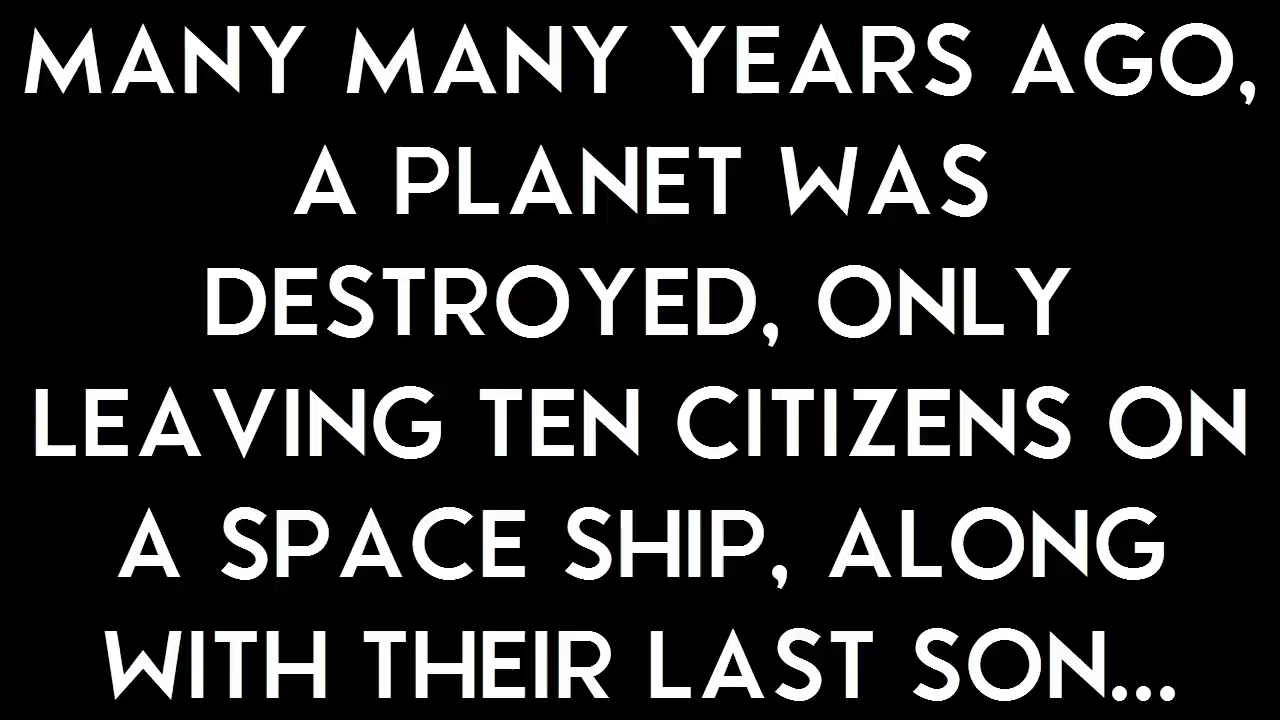 MANY MANY YEARS AGO,
A PLANET WAS
DESTROYED, ONLY
LEAVING TEN CITIZENS ON
A SPACE SHIP, ALONG
WITH THEIR LAST SON...